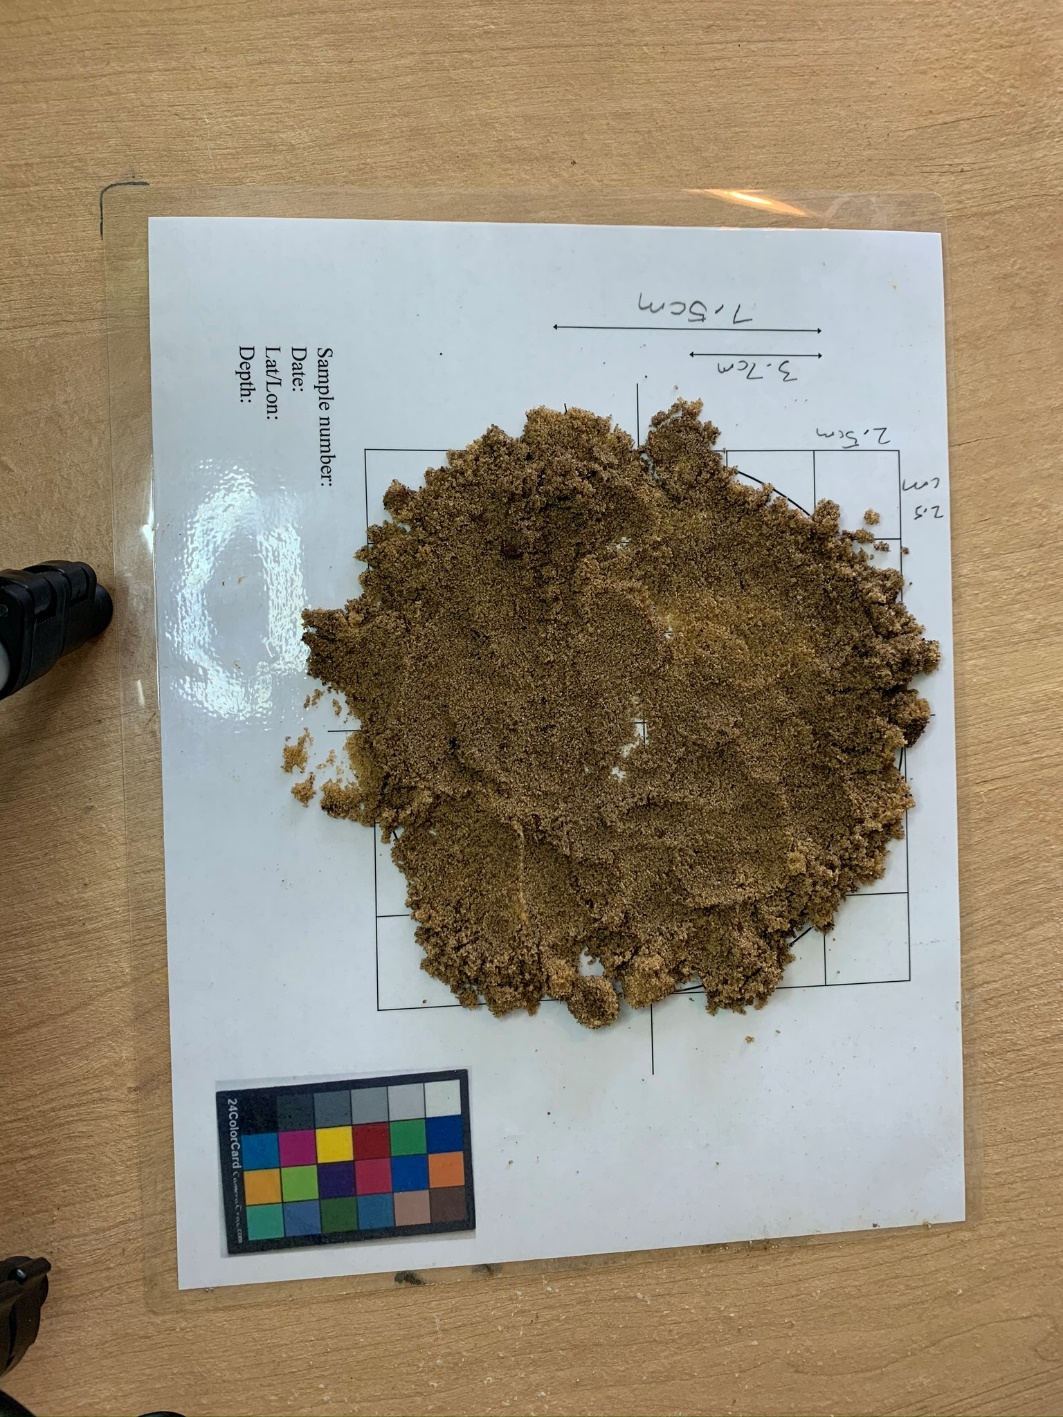 Sample number:
Date:
Lat/Lon:
Depth:
7.5cm
3.7cm
2.5cm
2.5
cm
24ColorCard